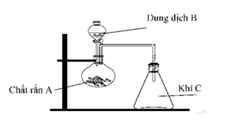 Dung dịch B
Chất rắn A
Khí C